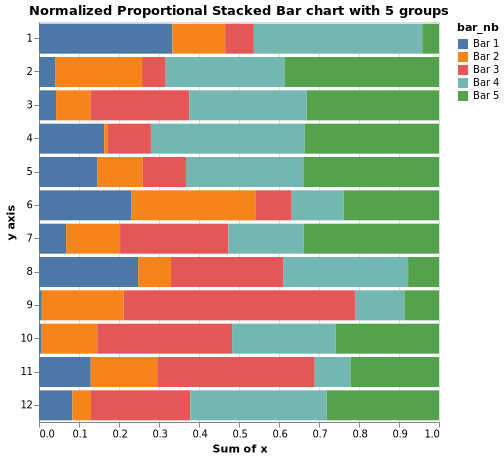 Normalized Proportional Stacked Bar chart with 5 groups
bar_nb
Bar 1
Bar 2
Bar 3
Bar 4
Bar 5
y axis
1
2
3
4
5
6
7
8
9
10
11
12
0.0 0.1 0.2 0.3 0.4 0.5 0.6 0.7 0.8 0.9 1.0
Sum of x